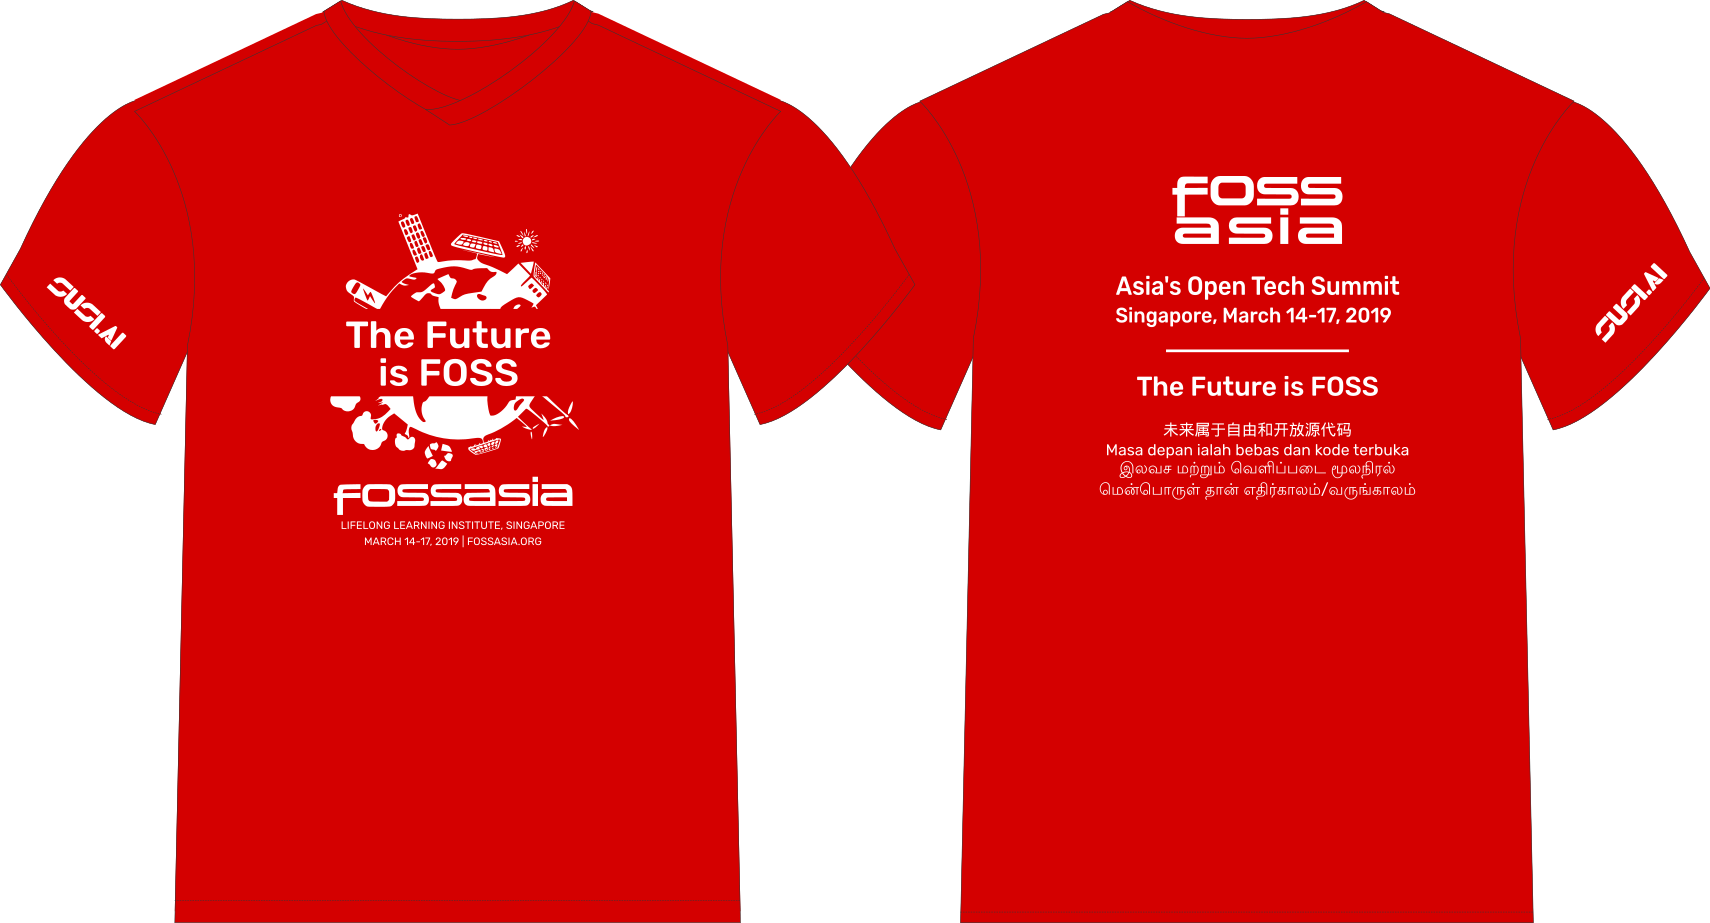 SUSI.AI
The Future
is FOSS
fossasia
LIFELONG LEARNING INSTITUTE, SINGAPORE
MARCH 14-17, 2019 | FOSSASIA.ORG
foss
asia
Asia's Open Tech Summit
Singapore, March 14-17, 2019
The Future is FOSS
未来属于自由和开放源代码
Masa depan ialah bebas dan kode terbuka
இலவச மற்றும் வெளிப்படை மூலநிரல்
மென்பொருள் தான் எதிர்காலம்/வருங்காலம்
SUSI.AI